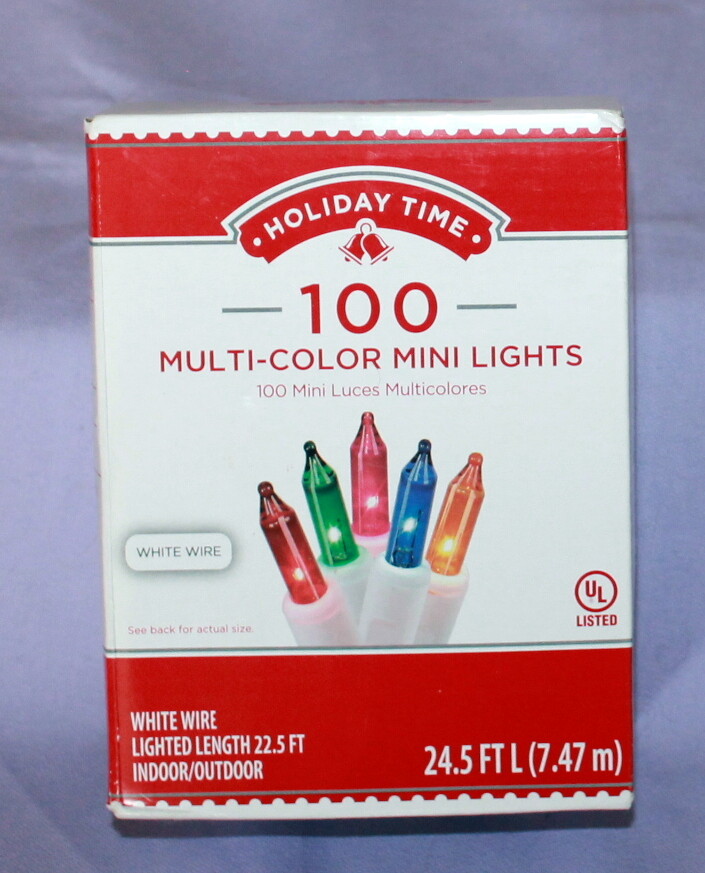 HOLIDAY TIME
100
MULTI-COLOR MINI LIGHTS
100 Mini Luces Multicolores
WHITE WIRE
See back for actual size.
UL
LISTED
WHITE WIRE
LIGHTED LENGTH 22.5 FT
INDOOR/OUTDOOR
24.5 FT L (7.47 m)